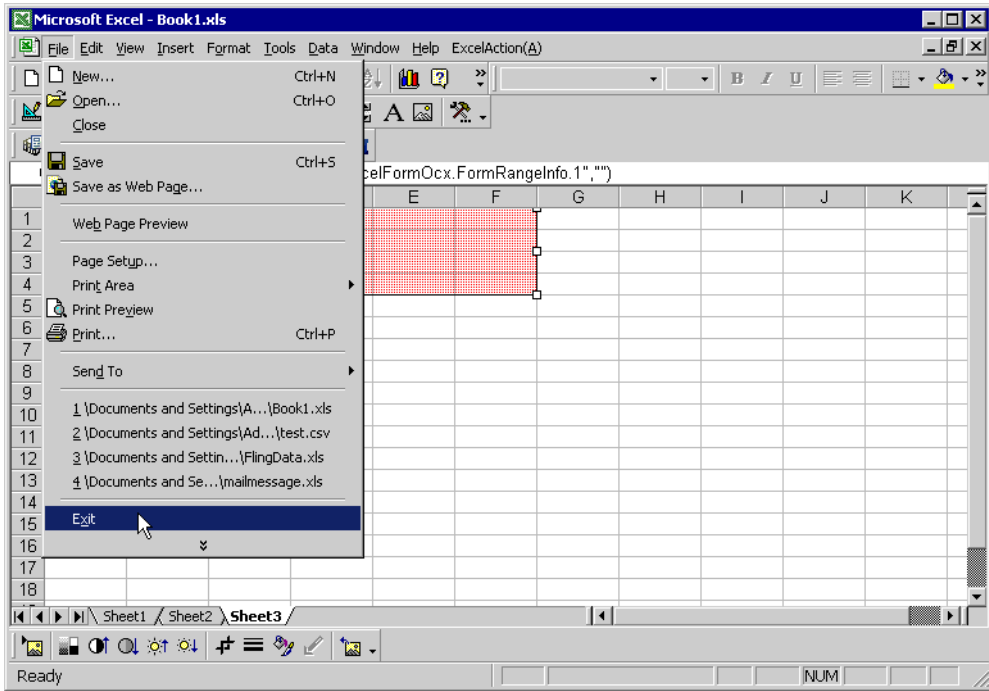 Microsoft Excel - Book1.xls
File Edit View Insert Format Tools Data Window Help ExcelAction(A)
New... Ctrl+N
B I U
Open... Ctrl+O
A
Close
Save Ctrl+S
elFormOcx.FormRangeInfo.1","")
Save as Web Page...
E F G H I J K
Web Page Preview
Page Setup...
Print Area
Print Preview
Print... Ctrl+P
Send To
1 \Documents and Settings\A...\Book1.xls
2 \Documents and Settings\Ad...\test.csv
3 \Documents and Settin...\FlingData.xls
4 \Documents and Se...\mailmessage.xls
Exit
1
2
3
4
5
6
7
8
9
10
11
12
13
14
15
16
17
18
Sheet1 Sheet2 Sheet3
Ready NUM